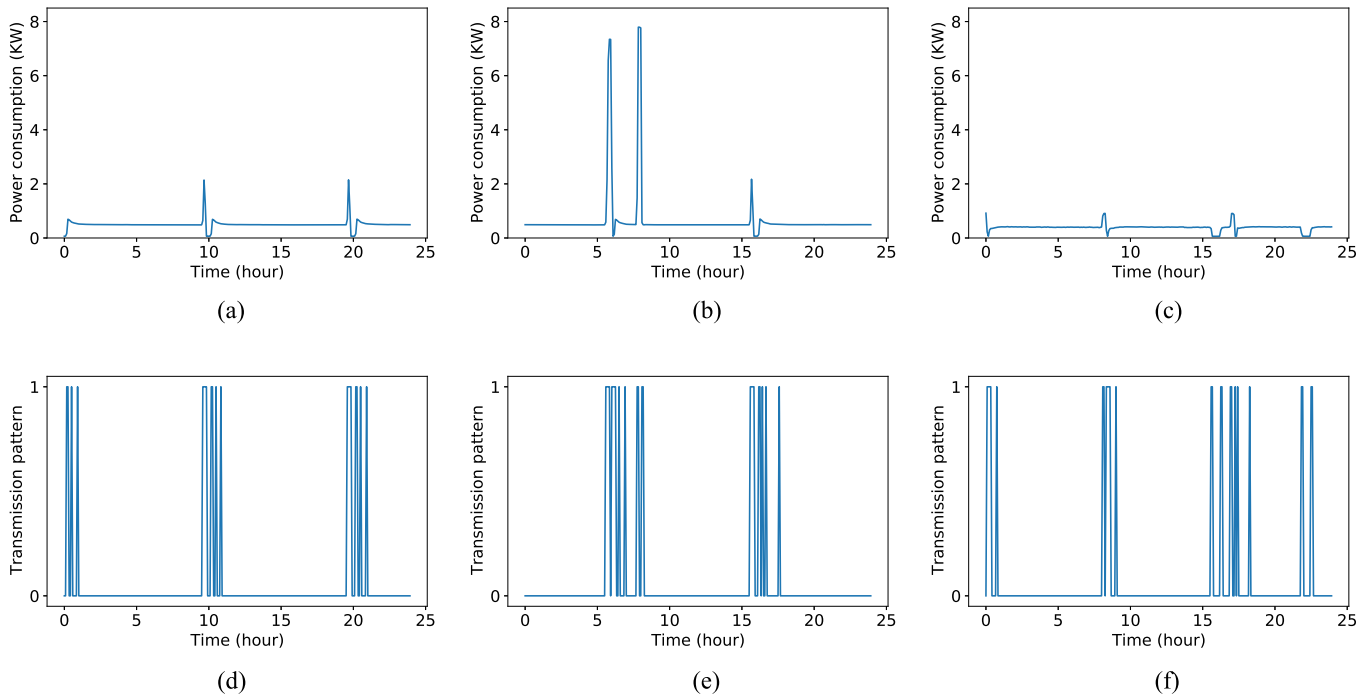 8
6
4
2
0
Power consumption (KW)
0 5 10 15 20 25
Time (hour)
(a)
8
6
4
2
0
Power consumption (KW)
0 5 10 15 20 25
Time (hour)
(b)
8
6
4
2
0
Power consumption (KW)
0 5 10 15 20 25
Time (hour)
(c)
1
0
Transmission pattern
0 5 10 15 20 25
Time (hour)
(d)
1
0
Transmission pattern
0 5 10 15 20 25
Time (hour)
(e)
1
0
Transmission pattern
0 5 10 15 20 25
Time (hour)
(f)